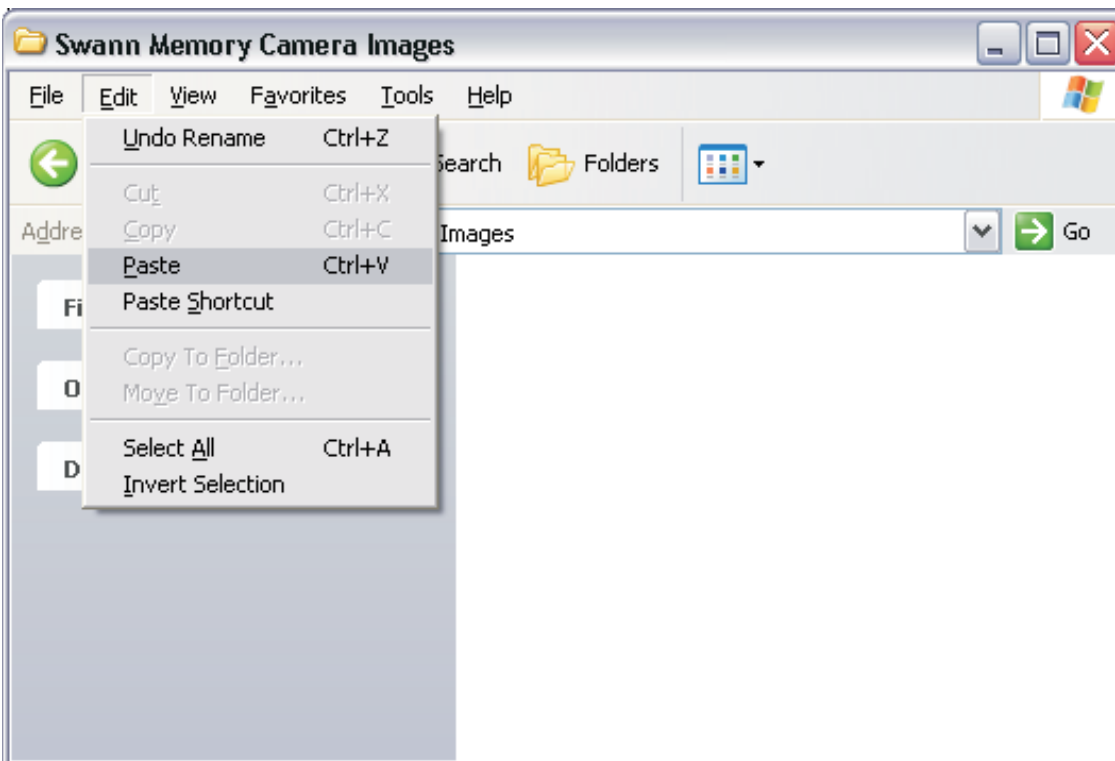 Swann Memory Camera Images
File Edit View Favorites Tools Help
Undo Rename Ctrl+Z
Search Folders
Cut Ctrl+X
Copy Ctrl+C
Images Go
Paste Ctrl+V
Paste Shortcut
Copy To Folder...
Move To Folder...
Select All Ctrl+A
Invert Selection